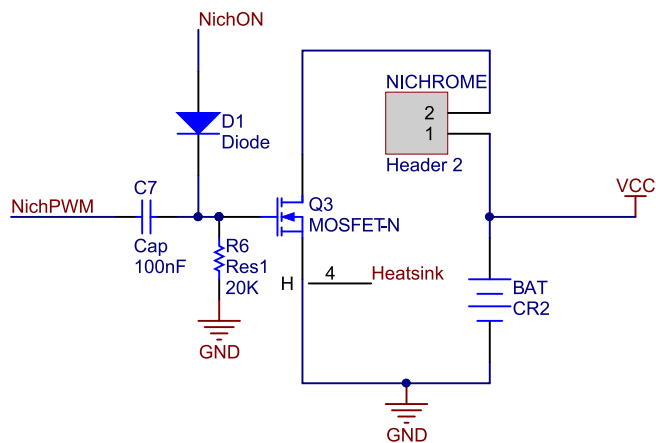 NichON
NICHROME
D1
Diode
2
1
Header 2
C7
NichPWM
Cap
100nF
Q3
MOSFET-N
VCC
R6
Res1
20K
H
4
Heatsink
BAT
CR2
GND
GND